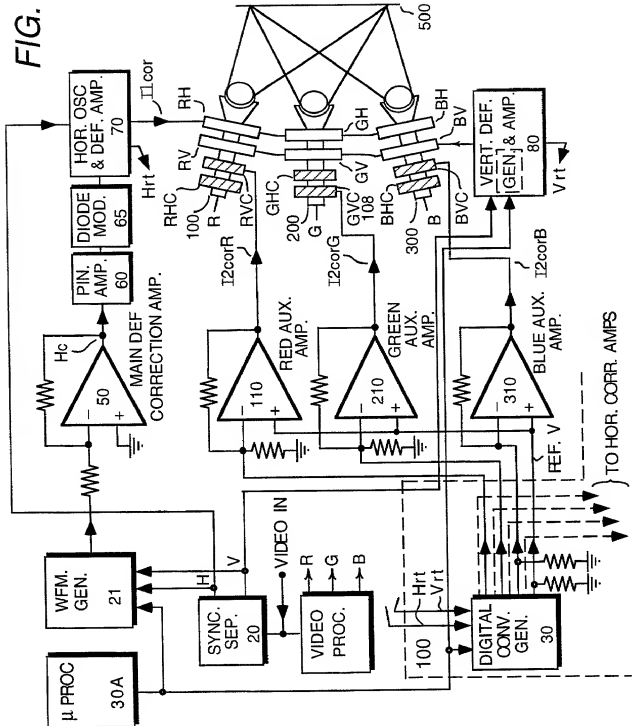 FIG.
HOR. OSC
& DEF. AMP.
70
I1cor
Hrt
DIODE
MOD.
65
PIN.
AMP.
60
Hc
50
MAIN DEF
CORRECTION AMP.
WFM.
GEN.
21
µ PROC
30A
H
V
SYNC.
SEP.
20
VIDEO IN
VIDEO
PROC.
R
G
B
500
RH
RV
RHC
100
R
RVC
GH
GV
GHC
200
G
GVC
108
BH
BV
BHC
300
B
BVC
VERT. DEF.
GEN. & AMP.
80
Vrt
I2corR
I2corG
I2corB
110
RED AUX.
AMP.
210
GREEN
AUX.
AMP.
310
BLUE AUX.
AMP.
REF. V
Hrt
Vrt
100
DIGITAL
CONV.
GEN.
30
TO HOR. CORR. AMPS